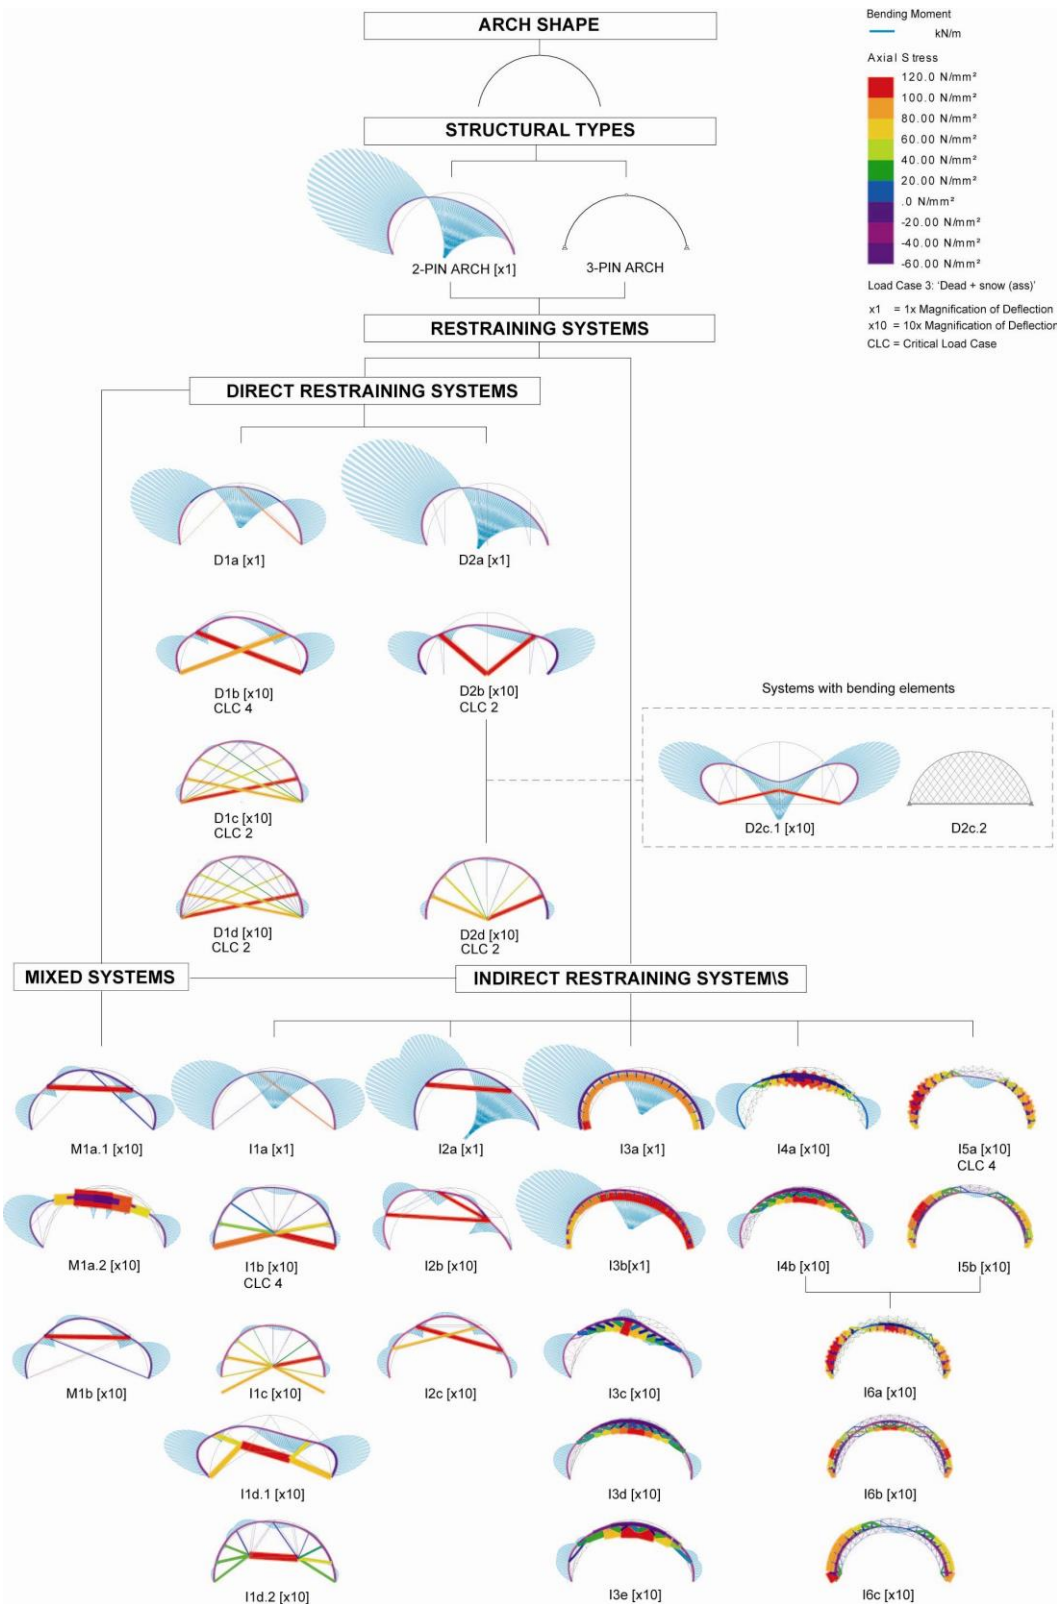 ARCH SHAPE
Bending Moment
kN/m
Axial Stress
120.0 N/mm²
100.0 N/mm²
80.00 N/mm²
60.00 N/mm²
40.00 N/mm²
20.00 N/mm²
.0 N/mm²
-20.00 N/mm²
-40.00 N/mm²
-60.00 N/mm²
Load Case 3: 'Dead + snow (ass)'
x1 = 1x Magnification of Deflection
x10 = 10x Magnification of Deflection
CLC = Critical Load Case
STRUCTURAL TYPES
2-PIN ARCH [x1]
3-PIN ARCH
RESTRAINING SYSTEMS
DIRECT RESTRAINING SYSTEMS
D1a [x1]
D2a [x1]
D1b [x10]
CLC 4
D2b [x10]
CLC 2
Systems with bending elements
D2c.1 [x10]
D2c.2
D1c [x10]
CLC 2
D1d [x10]
CLC 2
D2d [x10]
CLC 2
MIXED SYSTEMS
INDIRECT RESTRAINING SYSTEM\S
M1a.1 [x10]
I1a [x1]
I2a [x1]
I3a [x1]
I4a [x10]
I5a [x10]
CLC 4
M1a.2 [x10]
I1b [x10]
CLC 4
I2b [x10]
I3b[x1]
I4b [x10]
I5b [x10]
M1b [x10]
I1c [x10]
I2c [x10]
I3c [x10]
I6a [x10]
I1d.1 [x10]
I3d [x10]
I6b [x10]
I1d.2 [x10]
I3e [x10]
I6c [x10]